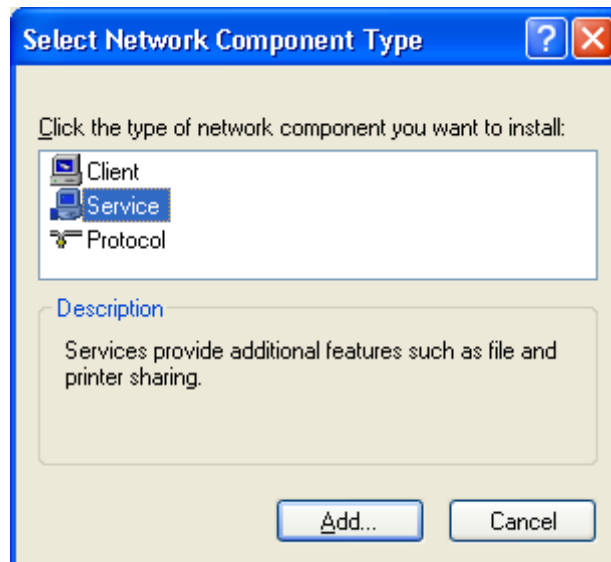 Select Network Component Type
Click the type of network component you want to install:
Client
Service
Protocol
Description
Services provide additional features such as file and
printer sharing.
Add... Cancel